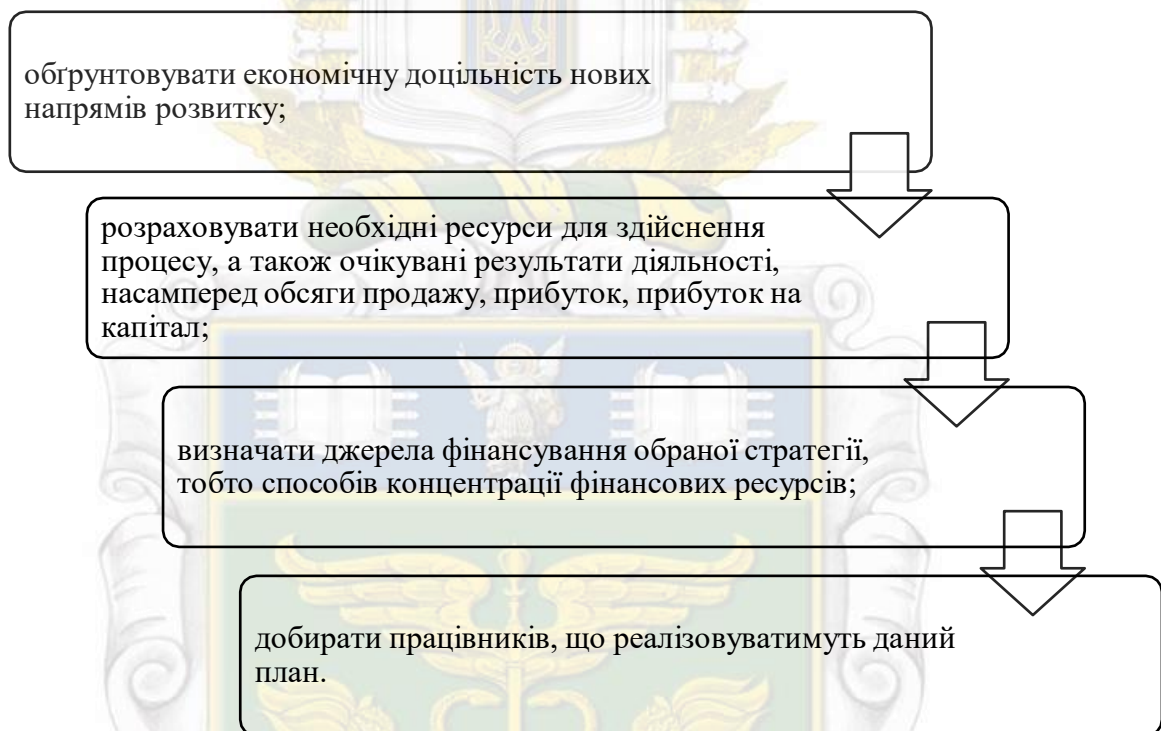 обґрунтовувати економічну доцільність нових
напрямів розвитку;
розраховувати необхідні ресурси для здійснення
процесу, а також очікувані результати діяльності,
насамперед обсяги продажу, прибуток, прибуток на
капітал;
визначати джерела фінансування обраної стратегії,
тобто способів концентрації фінансових ресурсів;
добирати працівників, що реалізовуватимуть даний
план.